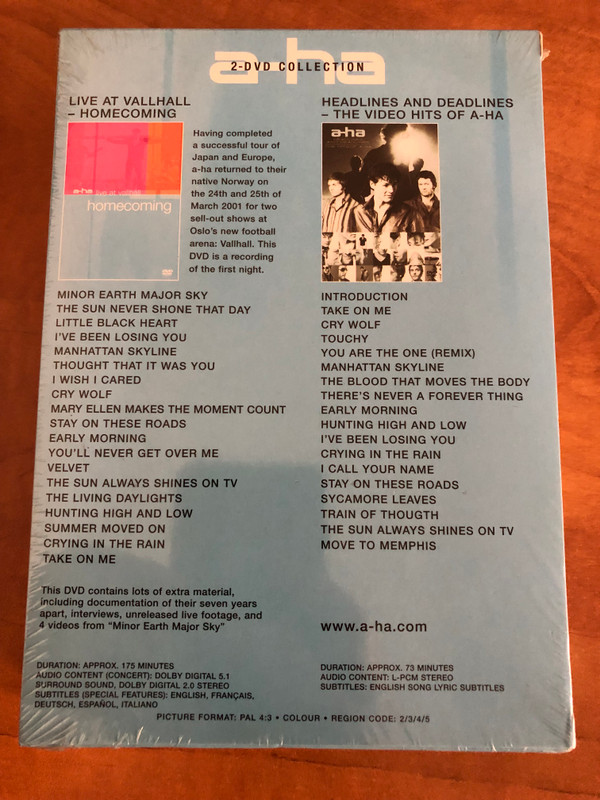 a-ha
2-DVD COLLECTION
LIVE AT VALLHALL
– HOMECOMING
a-ha live at vallhall
homecoming
DVD
Having completed
a successful tour of
Japan and Europe,
a-ha returned to their
native Norway on
the 24th and 25th of
March 2001 for two
sell-out shows at
Oslo's new football
arena: Vallhall. This
DVD is a recording
of the first night.
MINOR EARTH MAJOR SKY
THE SUN NEVER SHONE THAT DAY
LITTLE BLACK HEART
I'VE BEEN LOSING YOU
MANHATTAN SKYLINE
THOUGHT THAT IT WAS YOU
I WISH I CARED
CRY WOLF
MARY ELLEN MAKES THE MOMENT COUNT
STAY ON THESE ROADS
EARLY MORNING
YOU'LL NEVER GET OVER ME
VELVET
THE SUN ALWAYS SHINES ON TV
THE LIVING DAYLIGHTS
HUNTING HIGH AND LOW
SUMMER MOVED ON
CRYING IN THE RAIN
TAKE ON ME
This DVD contains lots of extra material,
including documentation of their seven years
apart, interviews, unreleased live footage, and
4 videos from "Minor Earth Major Sky"
DURATION: APPROX. 175 MINUTES
AUDIO CONTENT (CONCERT): DOLBY DIGITAL 5.1
SURROUND SOUND, DOLBY DIGITAL 2.0 STEREO
SUBTITLES (SPECIAL FEATURES): ENGLISH, FRANÇAIS,
DEUTSCH, ESPAÑOL, ITALIANO
HEADLINES AND DEADLINES
– THE VIDEO HITS OF A-HA
a-ha
INTRODUCTION
TAKE ON ME
CRY WOLF
TOUCHY
YOU ARE THE ONE (REMIX)
MANHATTAN SKYLINE
THE BLOOD THAT MOVES THE BODY
THERE'S NEVER A FOREVER THING
EARLY MORNING
HUNTING HIGH AND LOW
I'VE BEEN LOSING YOU
CRYING IN THE RAIN
I CALL YOUR NAME
STAY ON THESE ROADS
SYCAMORE LEAVES
TRAIN OF THOUGTH
THE SUN ALWAYS SHINES ON TV
MOVE TO MEMPHIS
www.a-ha.com
DURATION: APPROX. 73 MINUTES
AUDIO CONTENT: L-PCM STEREO
SUBTITLES: ENGLISH SONG LYRIC SUBTITLES
PICTURE FORMAT: PAL 4:3 • COLOUR • REGION CODE: 2/3/4/5